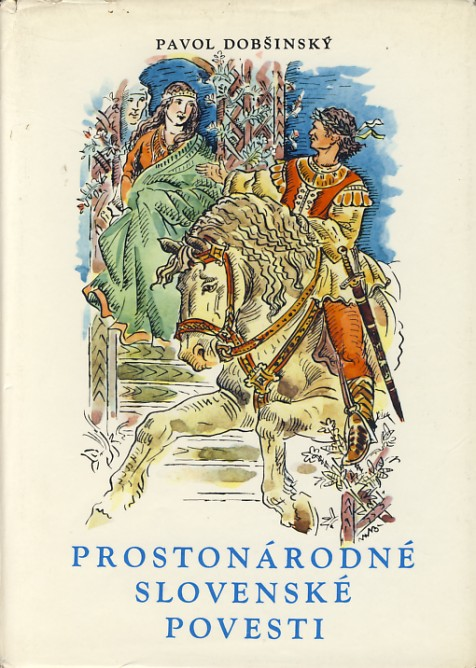 PAVOL DOBŠINSKÝ
PROSTONÁRODNÉ
SLOVENSKÉ
POVESTI